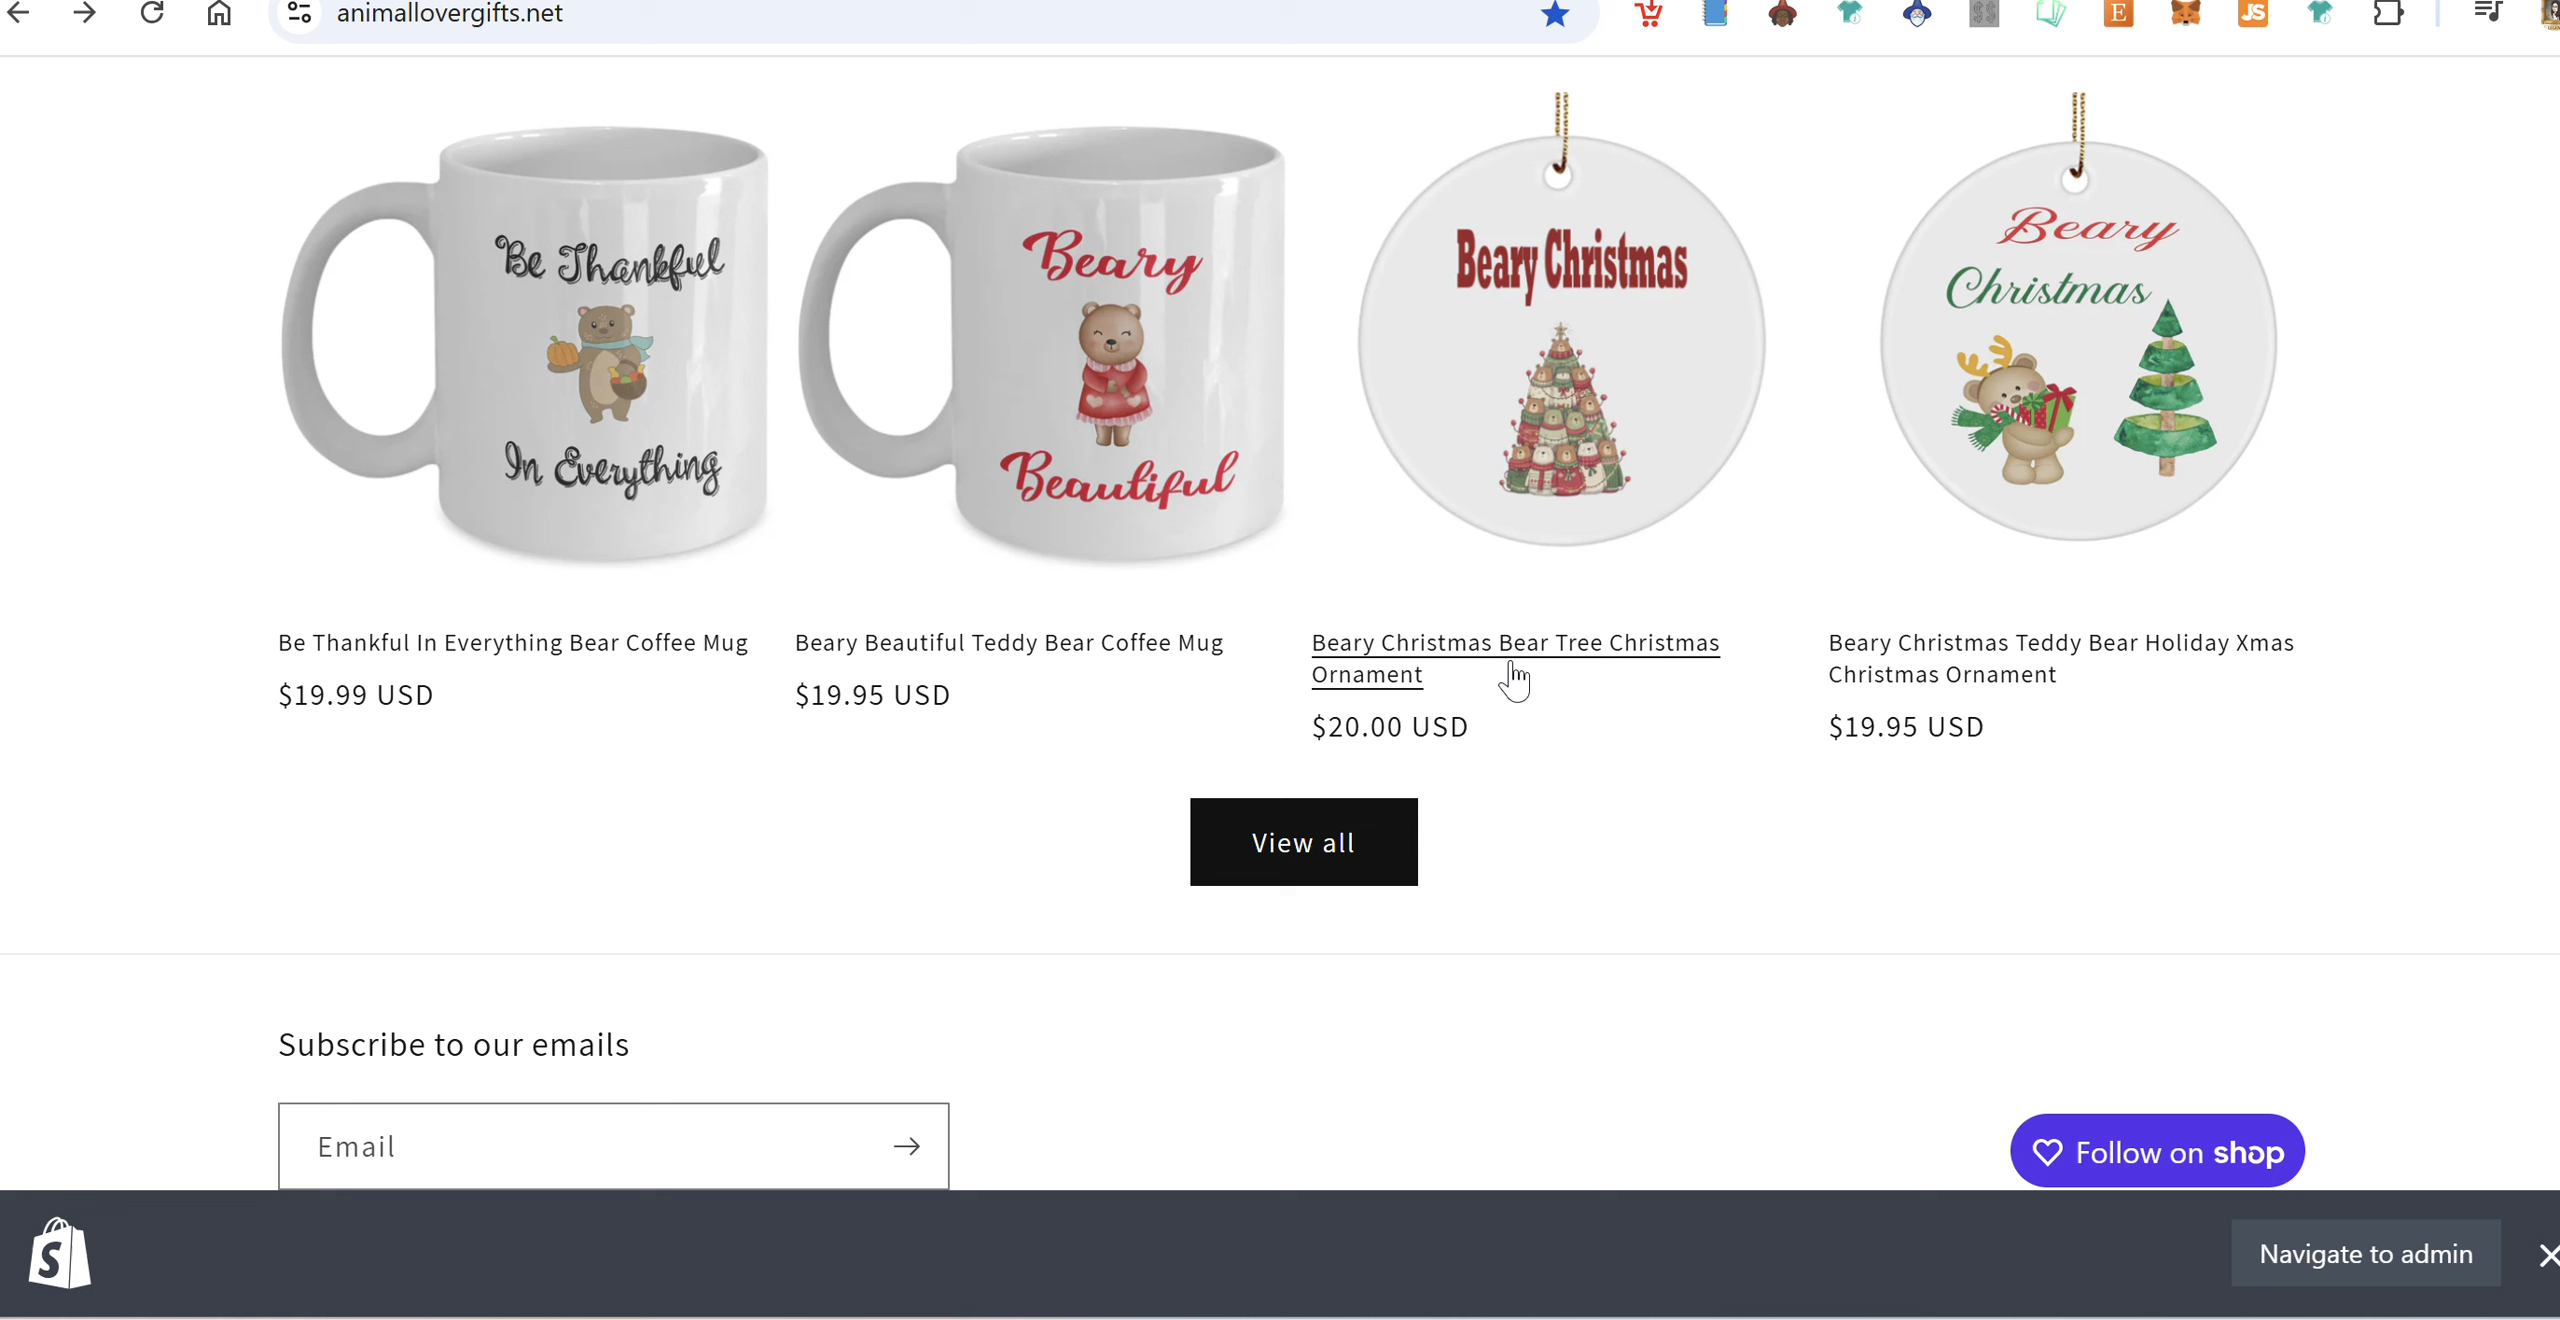 animallovergifts.net
$$
E
JS
Be Thankful
In Everything
Beary
Beautiful
Beary Christmas
Beary
Christmas
Be Thankful In Everything Bear Coffee Mug
$19.99 USD
Beary Beautiful Teddy Bear Coffee Mug
$19.95 USD
Beary Christmas Bear Tree Christmas
Ornament
$20.00 USD
Beary Christmas Teddy Bear Holiday Xmas
Christmas Ornament
$19.95 USD
View all
Subscribe to our emails
Email
Follow on shop
S
Navigate to admin